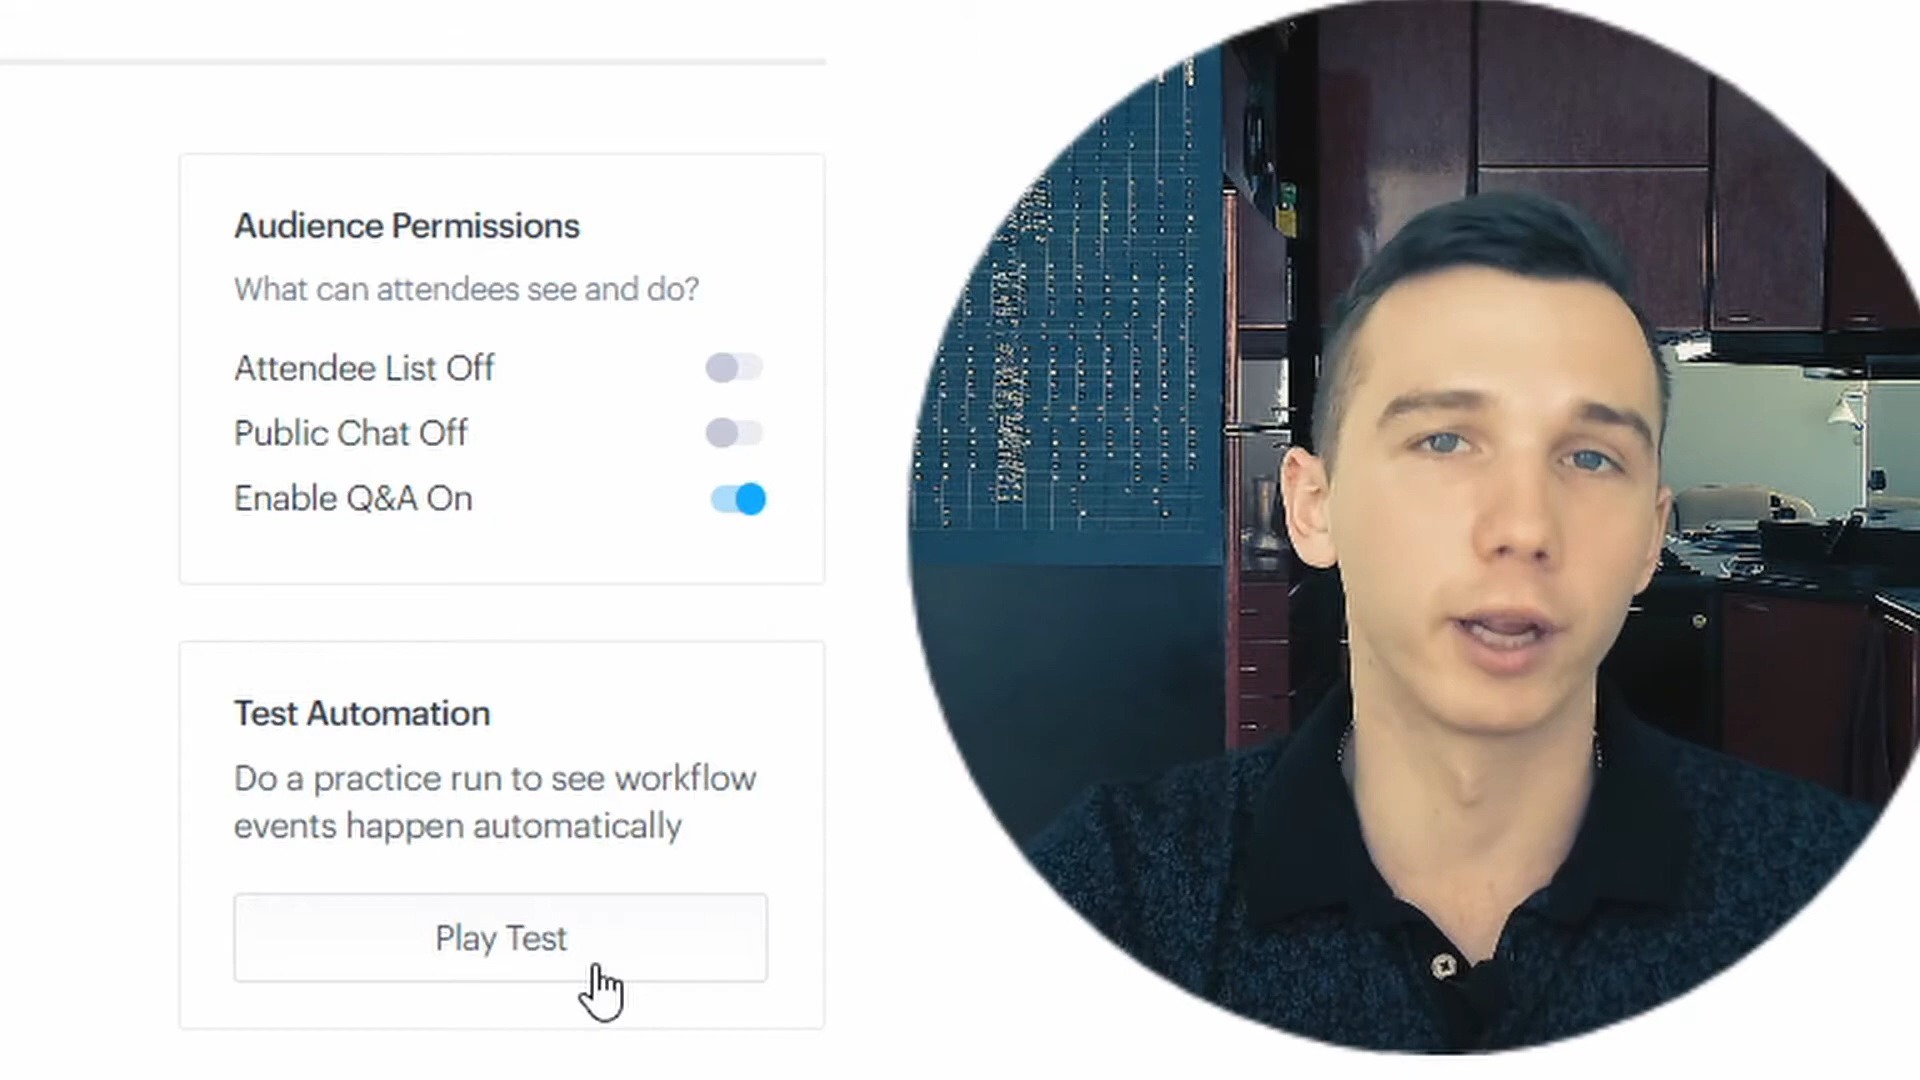 Audience Permissions
What can attendees see and do?
Attendee List Off
Public Chat Off
Enable Q&A On
Test Automation
Do a practice run to see workflow
events happen automatically
Play Test